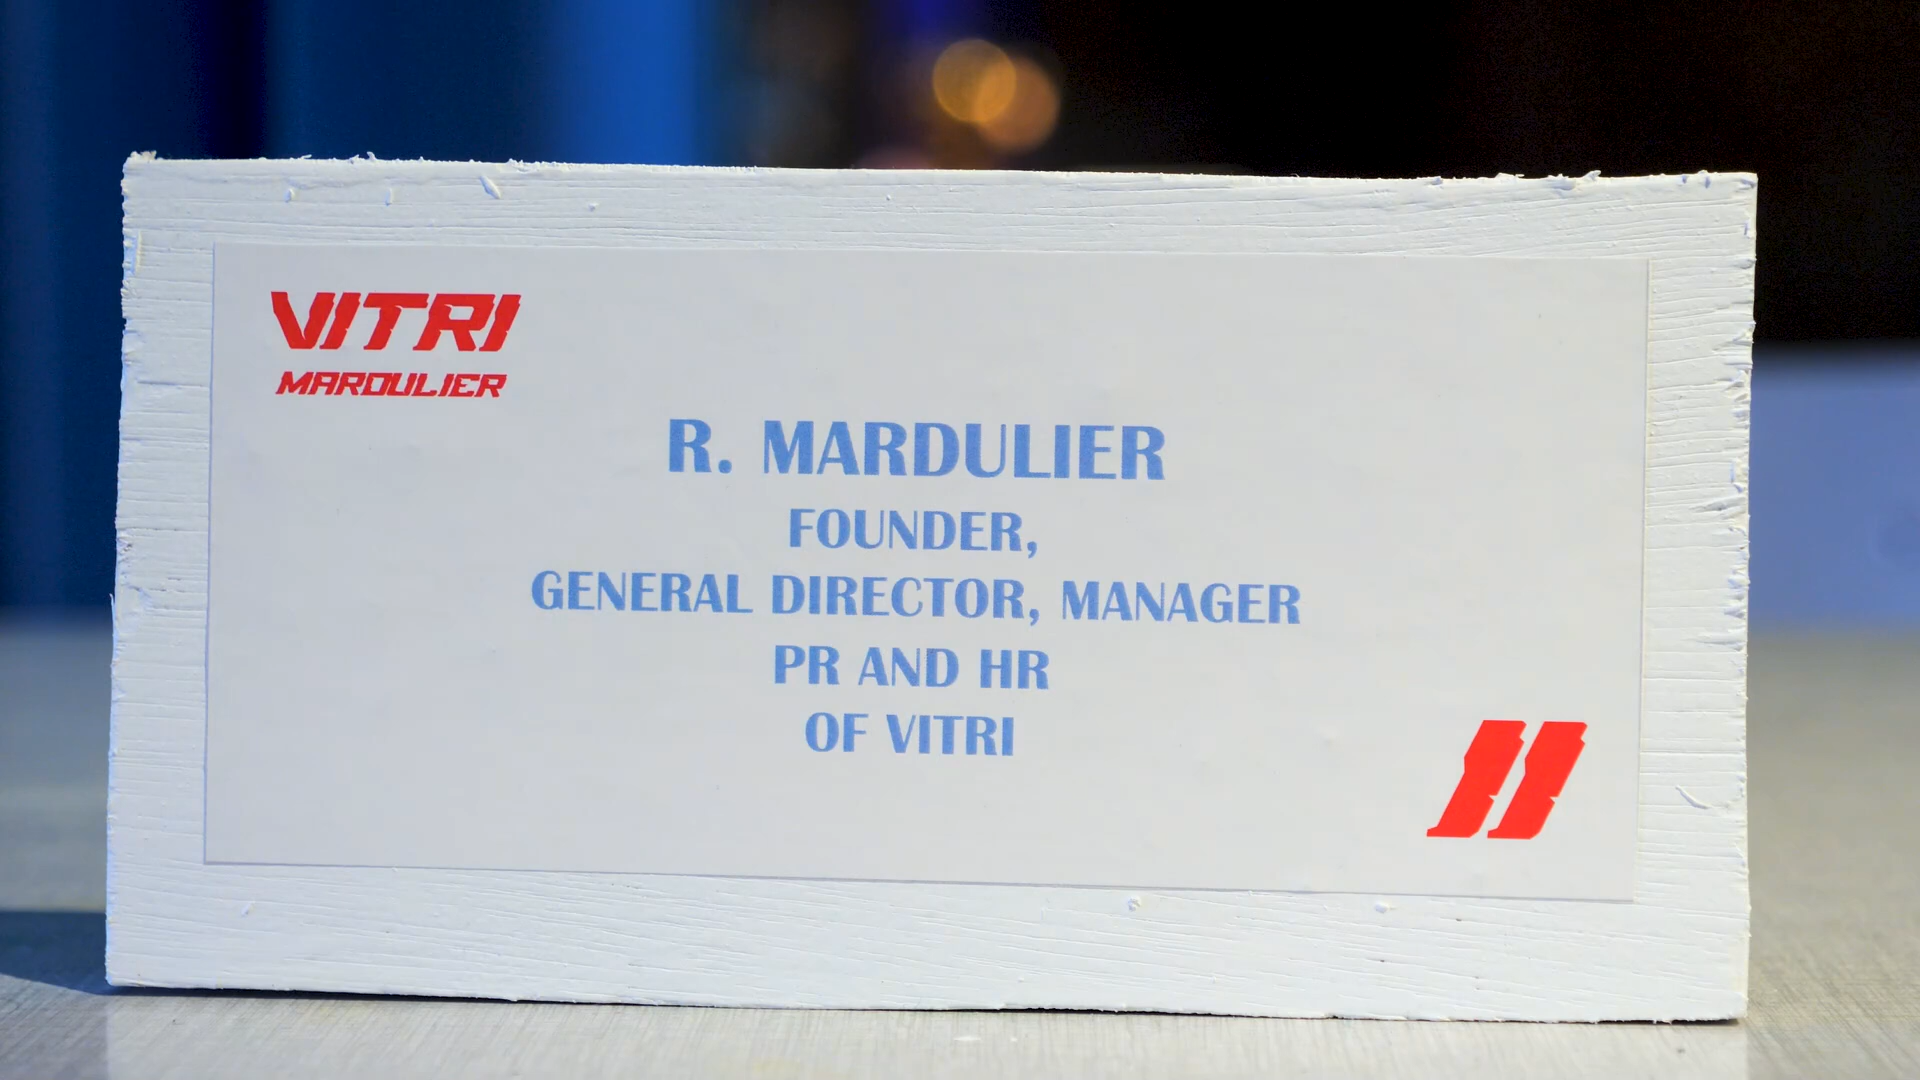 VITRI
MARDULIER
R. MARDULIER
FOUNDER,
GENERAL DIRECTOR, MANAGER
PR AND HR
OF VITRI